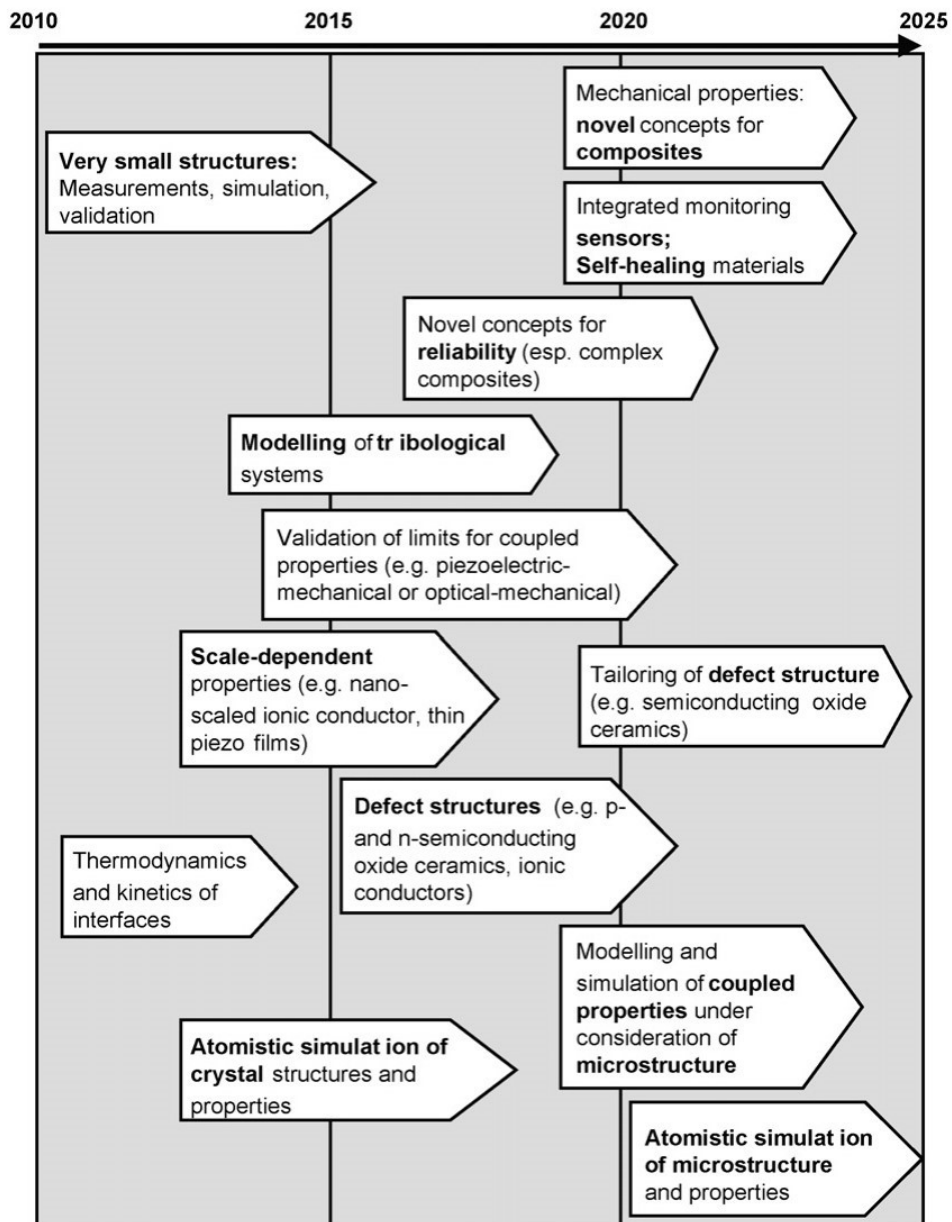 2010 2015 2020 2025
Mechanical properties:
novel concepts for
composites
Very small structures:
Measurements, simulation,
validation
Integrated monitoring
sensors;
Self-healing materials
Novel concepts for
reliability (esp. complex
composites)
Modelling of tr ibological
systems
Validation of limits for coupled
properties (e.g. piezoelectric-
mechanical or optical-mechanical)
Scale-dependent
properties (e.g. nano-
scaled ionic conductor, thin
piezo films)
Tailoring of defect structure
(e.g. semiconducting oxide
ceramics)
Defect structures (e.g. p-
and n-semiconducting
oxide ceramics, ionic
conductors)
Thermodynamics
and kinetics of
interfaces
Modelling and
simulation of coupled
properties under
consideration of
microstructure
Atomistic simulat ion of
crystal structures and
properties
Atomistic simulat ion
of microstructure
and properties